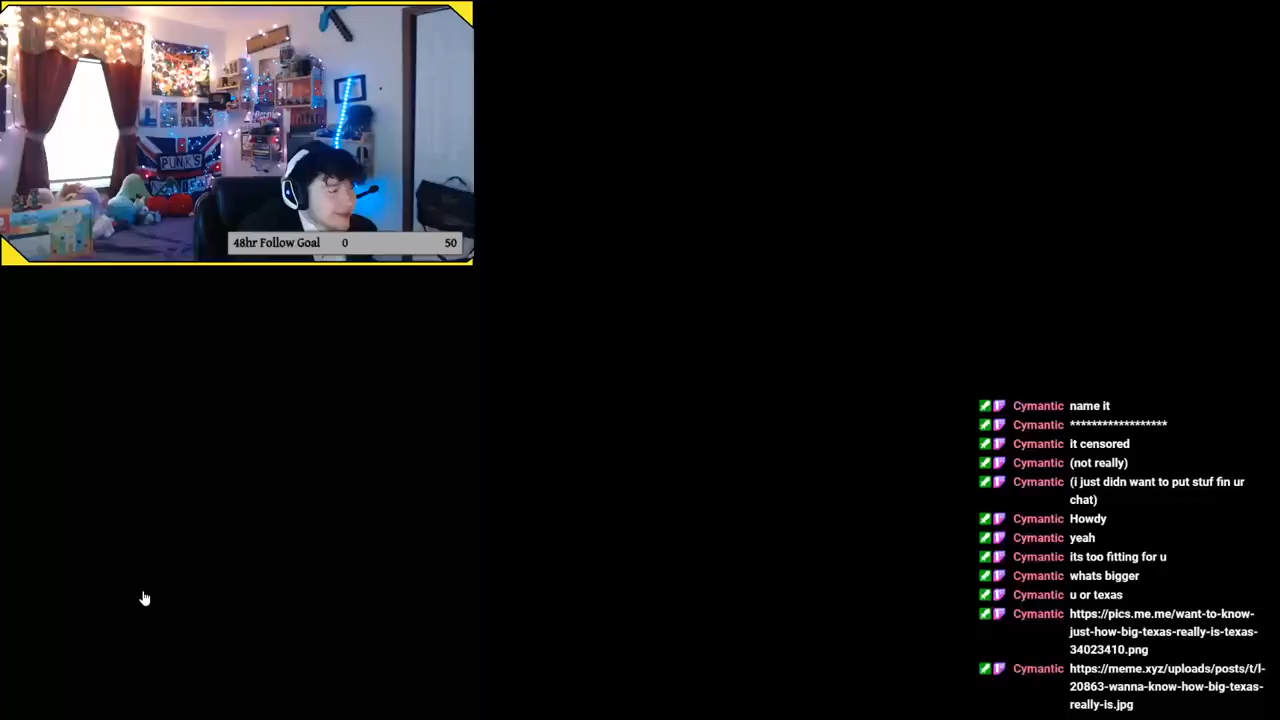 PUNKS
48hr Follow Goal 0 50
Cymantic name it
Cymantic ******************
Cymantic it censored
Cymantic (not really)
Cymantic (i just didn want to put stuf fin ur
chat)
Cymantic Howdy
Cymantic yeah
Cymantic its too fitting for u
Cymantic whats bigger
Cymantic u or texas
Cymantic https://pics.me.me/want-to-know-
just-how-big-texas-really-is-texas-
34023410.png
Cymantic https://meme.xyz/uploads/posts/t/l-
20863-wanna-know-how-big-texas-
really-is.jpg